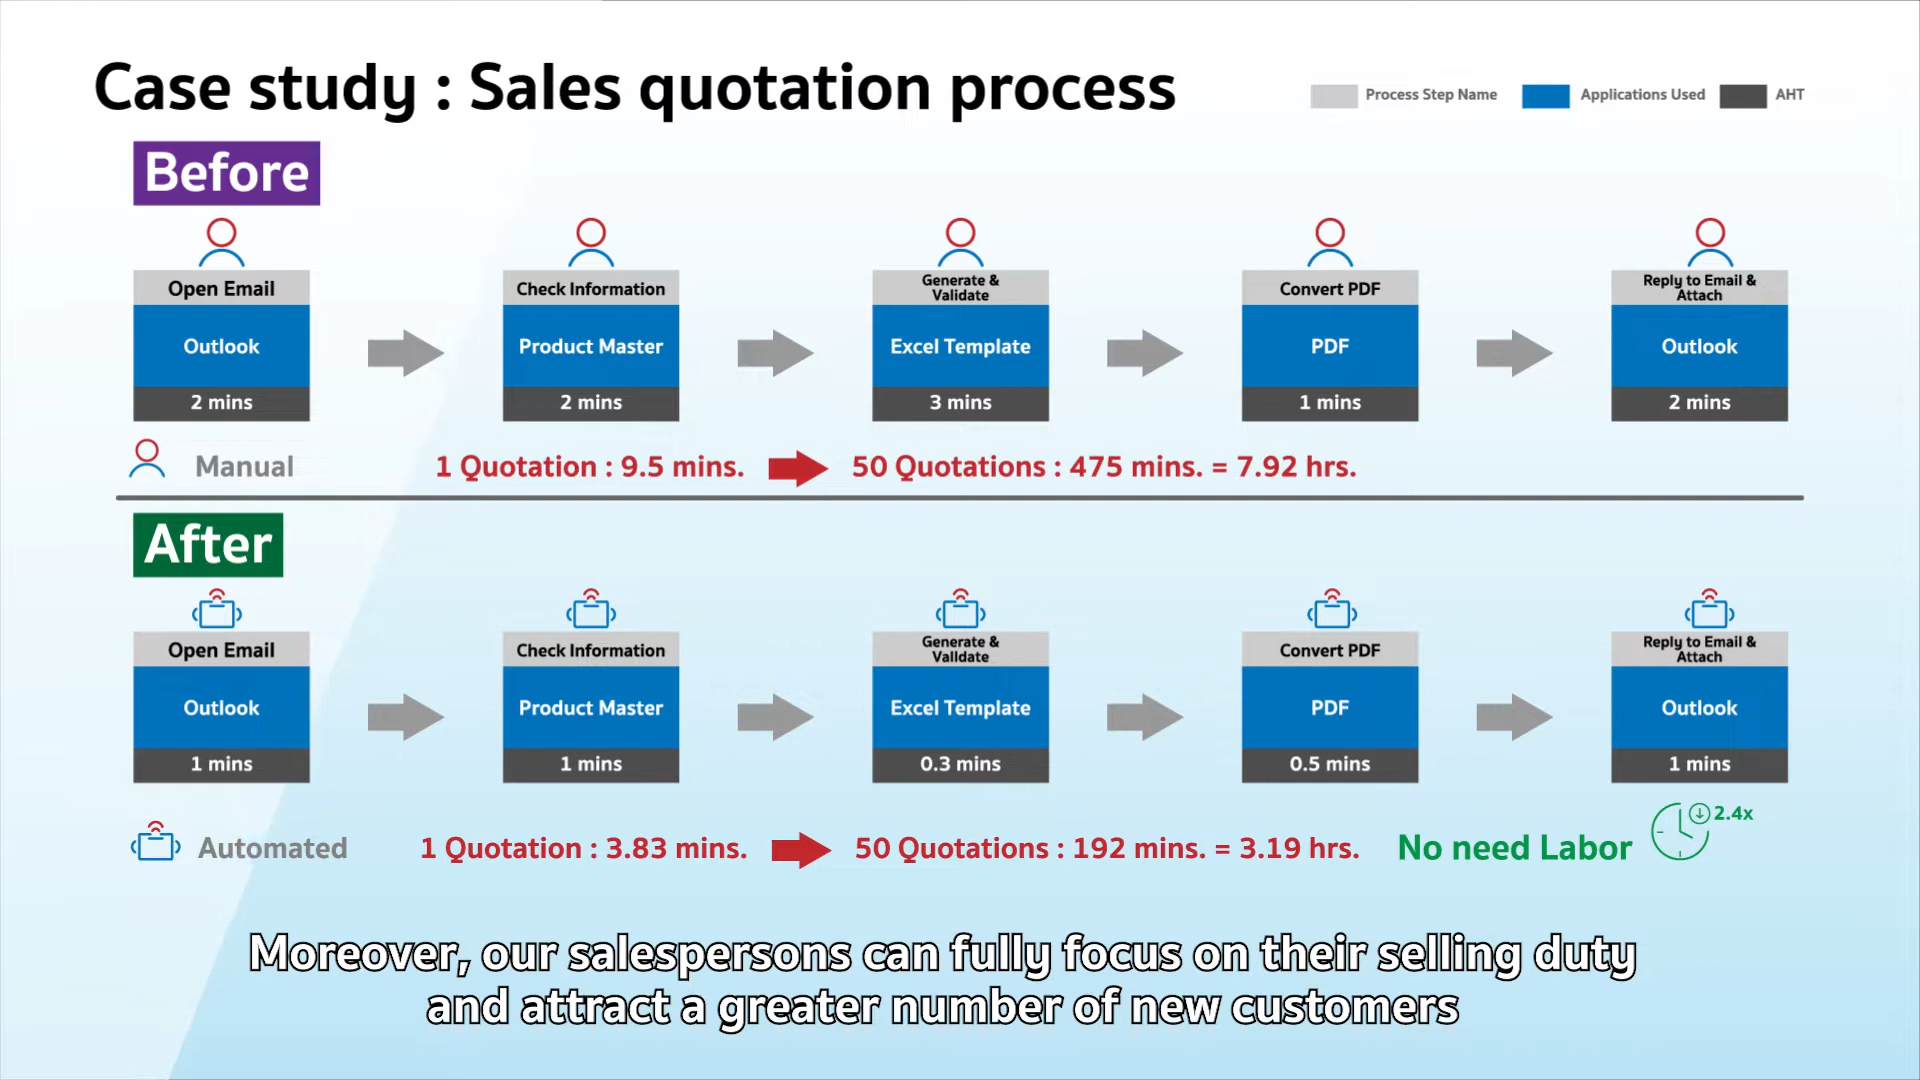 Case study : Sales quotation process
Process Step Name
Applications Used
AHT
Before
Open Email
Outlook
2 mins
Check Information
Product Master
2 mins
Generate &
Validate
Excel Template
3 mins
Convert PDF
PDF
1 mins
Reply to Email &
Attach
Outlook
2 mins
Manual
1 Quotation : 9.5 mins.
50 Quotations : 475 mins. = 7.92 hrs.
After
Open Email
Outlook
1 mins
Check Information
Product Master
1 mins
Generate &
Validate
Excel Template
0.3 mins
Convert PDF
PDF
0.5 mins
Reply to Email &
Attach
Outlook
1 mins
Automated
1 Quotation : 3.83 mins.
50 Quotations : 192 mins. = 3.19 hrs.
No need Labor
2.4x
Moreover, our salespersons can fully focus on their selling duty
and attract a greater number of new customers